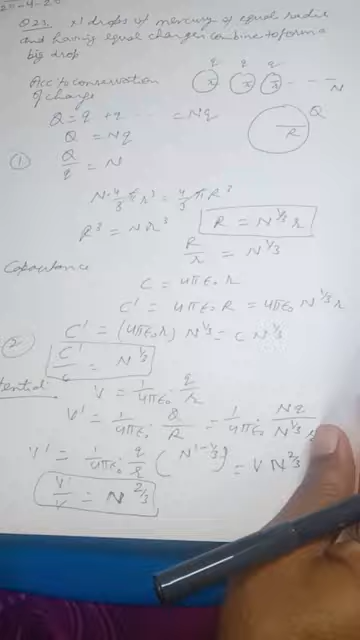 Q23. N drops of mercury of equal radii
and having equal charges combine to form a
big drop
Acc to conservation
of charge
q q q
r r r - - - N
Q = q + q ...... = Nq
Q = Nq
Q
R
① Q/q = N
N. 4/3 π r³ = 4/3 π R³
R³ = N r³
R = N^1/3 r
R/r = N^1/3
Capacitance
C = 4πε₀ r
C' = 4πε₀ R = 4πε₀ N^1/3 r
C' = (4πε₀ r) N^1/3 = C N^1/3
② C'/C = N^1/3
V = 1/4πε₀ . q/r
V' = 1/4πε₀ . Q/R = 1/4πε₀ . Nq/N^1/3 r
V' = 1/4πε₀ . q/r ( N^1-1/3 ) = V N^2/3
V'/V = N^2/3